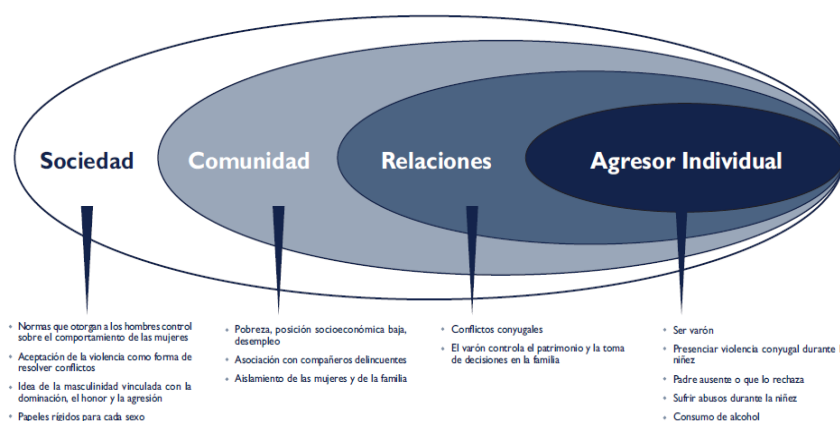 Sociedad
Comunidad
Relaciones
Agresor Individual
• Normas que otorgan a los hombres control
sobre el comportamiento de las mujeres
• Aceptación de la violencia como forma de
resolver conflictos
• Idea de la masculinidad vinculada con la
dominación, el honor y la agresión
• Papeles rígidos para cada sexo
• Pobreza, posición socioeconómica baja,
desempleo
• Asociación con compañeros delincuentes
• Aislamiento de las mujeres y de la familia
• Conflictos conyugales
• El varón controla el patrimonio y la toma
de decisiones en la familia
• Ser varón
• Presenciar violencia conyugal durante
niñez
• Padre ausente o que lo rechaza
• Sufrir abusos durante la niñez
• Consumo de alcohol